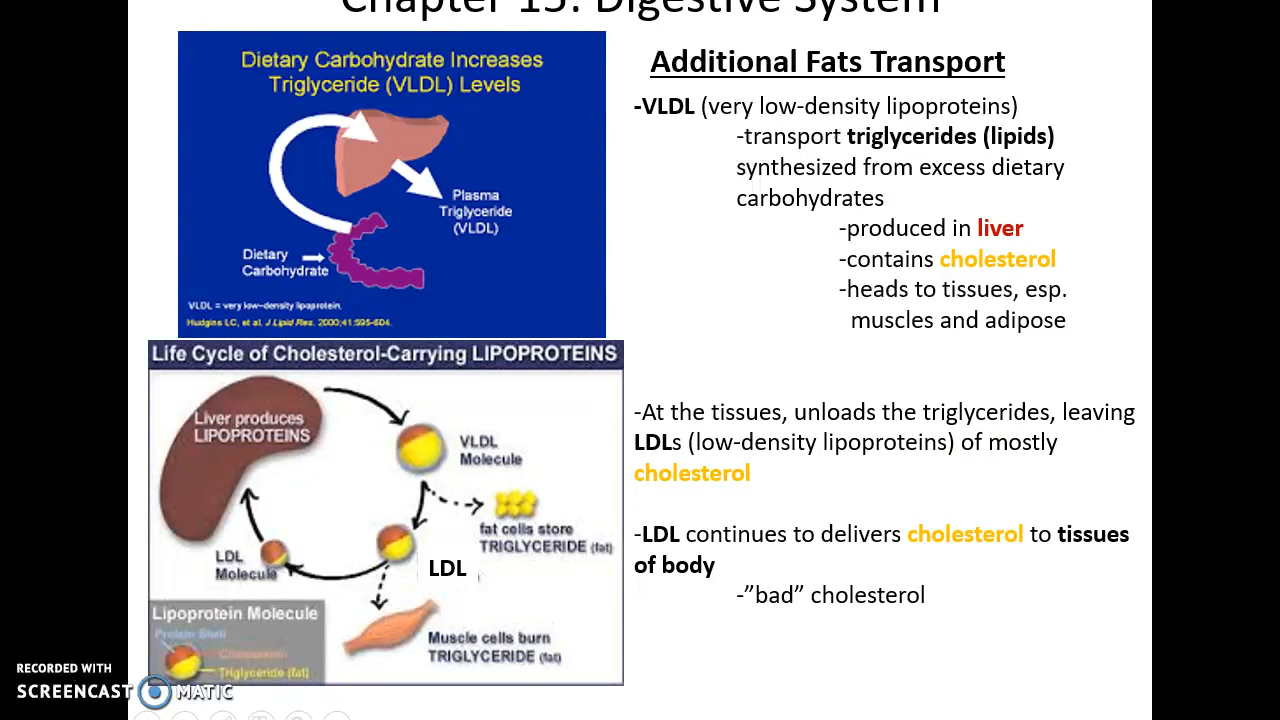 Chapter 15: Digestive System
Dietary Carbohydrate Increases
Triglyceride (VLDL) Levels
Plasma
Triglyceride
(VLDL)
Dietary
Carbohydrate
VLDL = very low-density lipoprotein.
Hudgins LC, et al. J Lipid Res. 2000;41:595-604.
Additional Fats Transport
-VLDL (very low-density lipoproteins)
-transport triglycerides (lipids)
synthesized from excess dietary
carbohydrates
-produced in liver
-contains cholesterol
-heads to tissues, esp.
muscles and adipose
Life Cycle of Cholesterol-Carrying LIPOPROTEINS
Liver produces
LIPOPROTEINS
VLDL
Molecule
fat cells store
TRIGLYCERIDE (fat)
LDL
Molecule
LDL
Muscle cells burn
TRIGLYCERIDE (fat)
Lipoprotein Molecule
Protein Shell
Cholesterol
Triglyceride (fat)
-At the tissues, unloads the triglycerides, leaving
LDLs (low-density lipoproteins) of mostly
cholesterol
-LDL continues to delivers cholesterol to tissues
of body
-”bad” cholesterol
RECORDED WITH
SCREENCAST MATIC